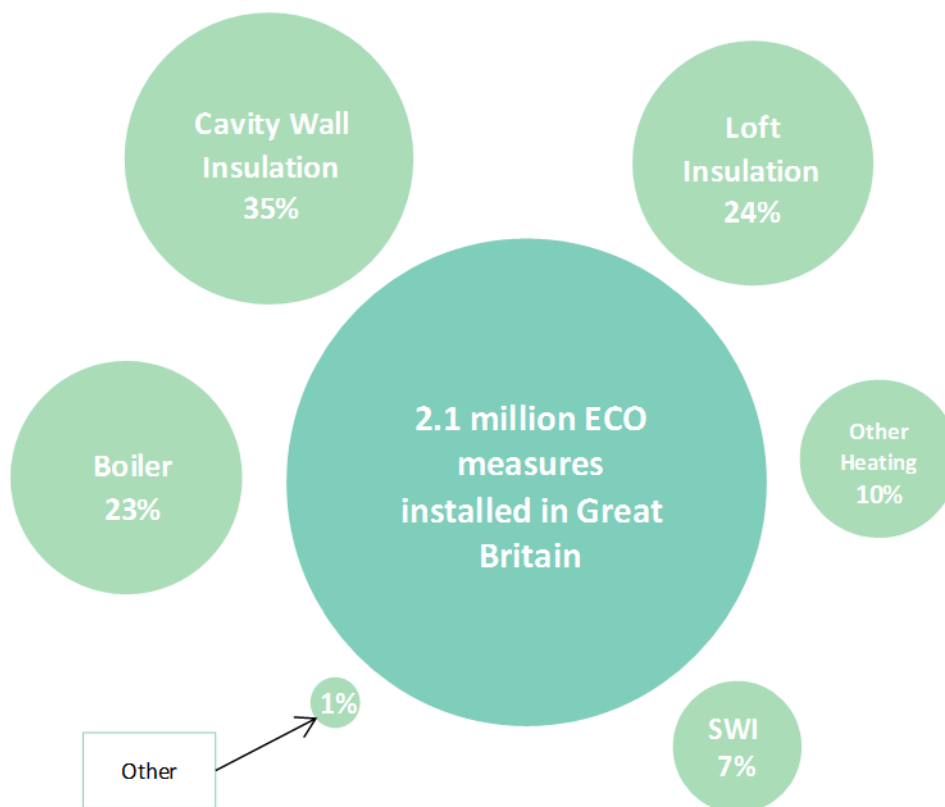 Cavity Wall
Insulation
35%
Loft
Insulation
24%
2.1 million ECO
measures
installed in Great
Britain
Boiler
23%
Other
Heating
10%
1%
Other
SWI
7%